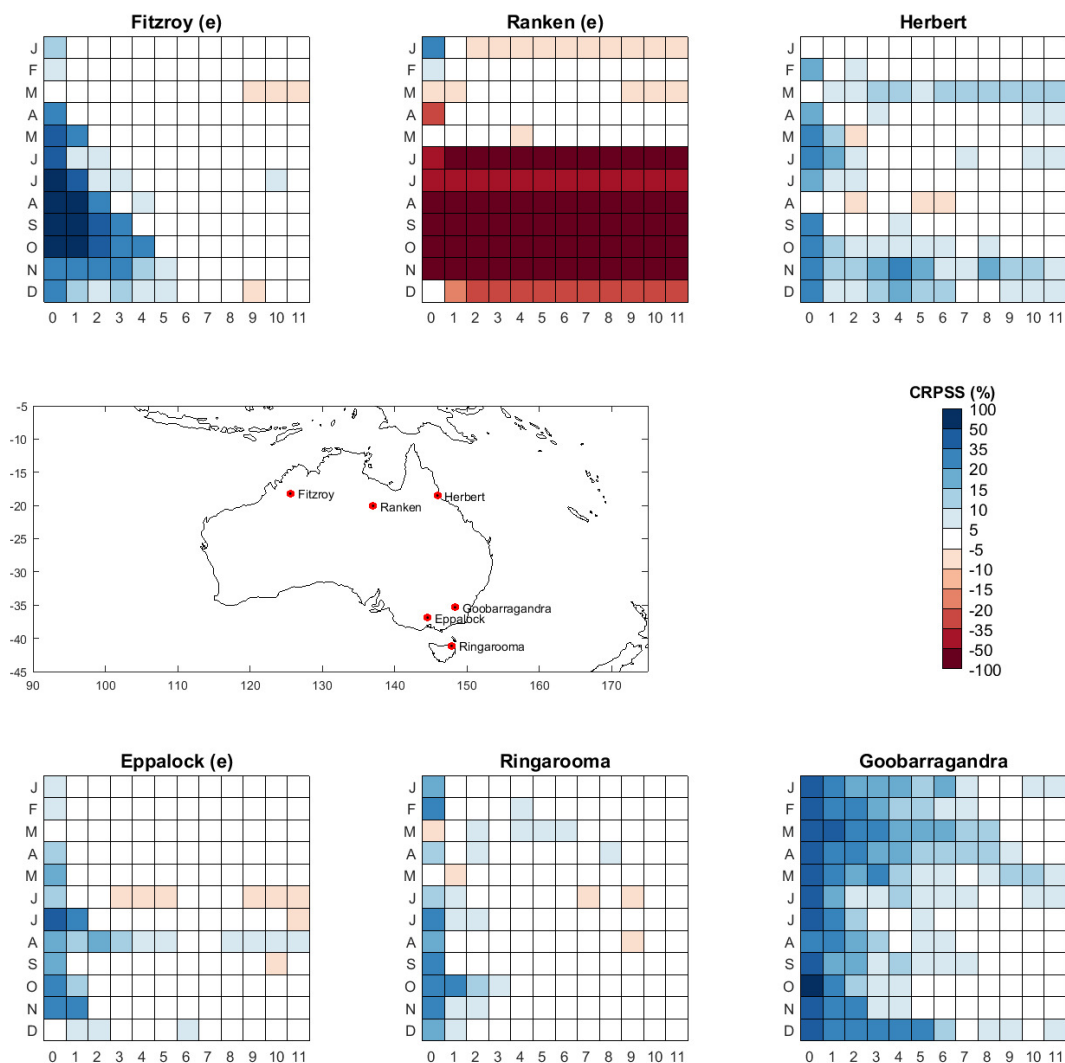 Fitzroy (e) Ranken (e) Herbert
J J J
F F F
M M M
A A A
M M M
J J J
J J J
A A A
S S S
O O O
N N N
D D D
0 1 2 3 4 5 6 7 8 9 10 11 0 1 2 3 4 5 6 7 8 9 10 11 0 1 2 3 4 5 6 7 8 9 10 11
-5
-10
-15
-20
-25
-30
-35
-40
-45
90 100 110 120 130 140 150 160 170
Fitzroy
Ranken
Herbert
Goobarragandra
Eppalock
Ringarooma
CRPSS (%)
100
50
35
20
15
10
5
-5
-10
-15
-20
-35
-50
-100
Eppalock (e) Ringarooma Goobarragandra
J J J
F F F
M M M
A A A
M M M
J J J
J J J
A A A
S S S
O O O
N N N
D D D
0 1 2 3 4 5 6 7 8 9 10 11 0 1 2 3 4 5 6 7 8 9 10 11 0 1 2 3 4 5 6 7 8 9 10 11